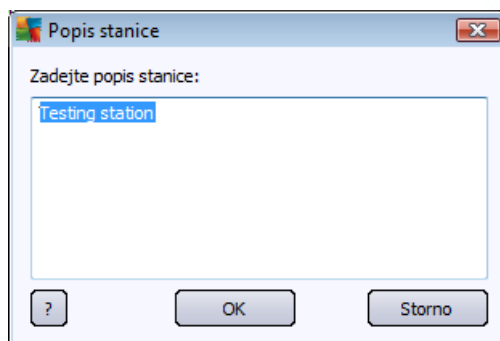 Popis stanice
Zadejte popis stanice:
Testing station
?
OK
Storno